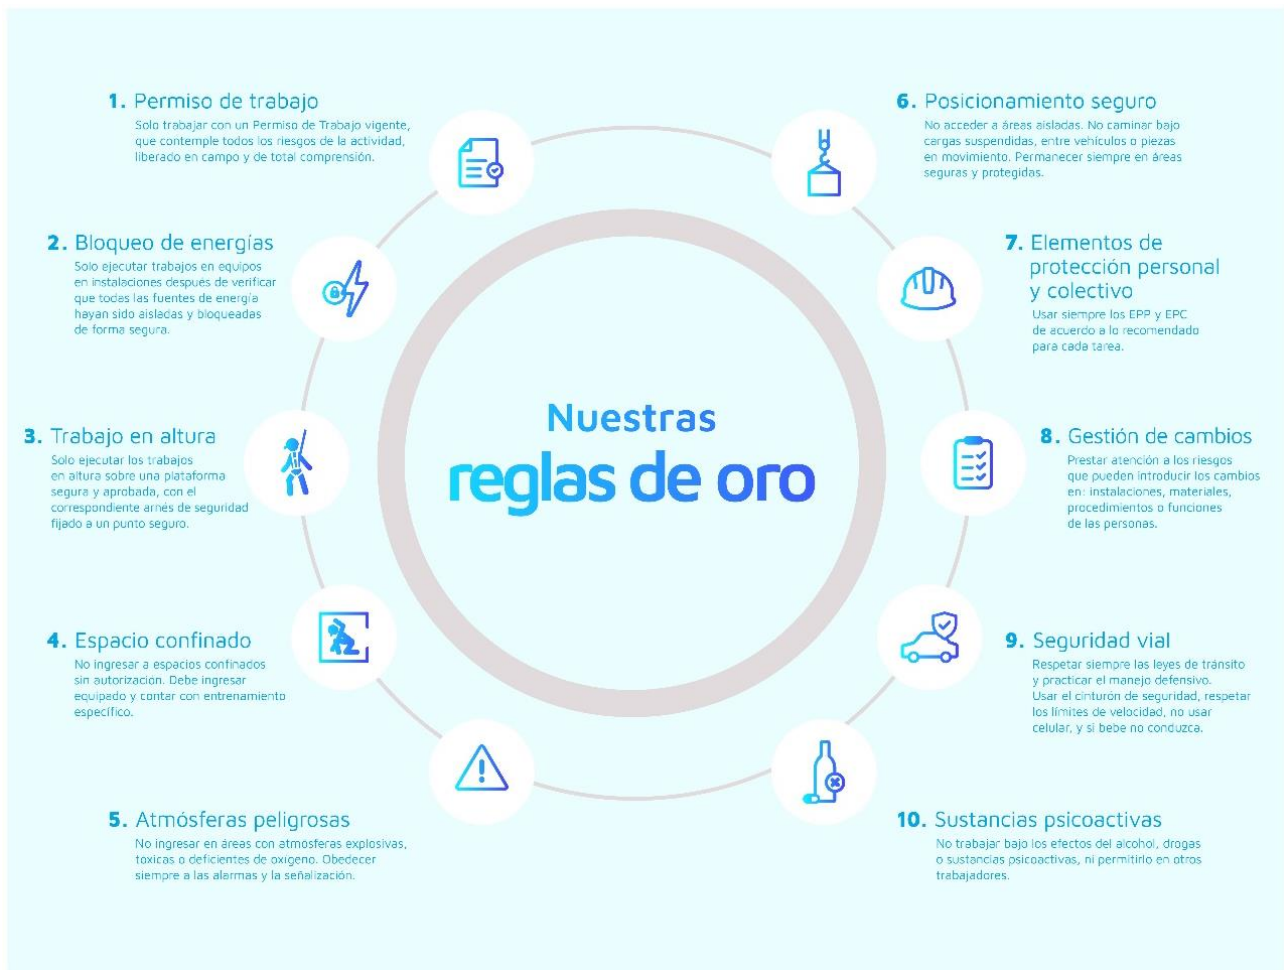 1. Permiso de trabajo
Solo trabajar con un Permiso de Trabajo vigente,
que contemple todos los riesgos de la actividad,
liberado en campo y de total comprensión.
2. Bloqueo de energías
Solo ejecutar trabajos en equipos
en instalaciones después de verificar
que todas las fuentes de energía
hayan sido aisladas y bloqueadas
de forma segura.
3. Trabajo en altura
Solo ejecutar los trabajos
en altura sobre una plataforma
segura y aprobada, con el
correspondiente arnés de seguridad
fijado a un punto seguro.
4. Espacio confinado
No ingresar a espacios confinados
sin autorización. Debe ingresar
equipado y contar con entrenamiento
específico.
5. Atmósferas peligrosas
No ingresar en áreas con atmósferas explosivas,
toxicas o deficientes de oxigeno. Obedecer
siempre a las alarmas y la señalización.
Nuestras
reglas de oro
6. Posicionamiento seguro
No acceder a áreas aisladas. No caminar bajo
cargas suspendidas, entre vehículos o piezas
en movimiento. Permanecer siempre en áreas
seguras y protegidas.
7. Elementos de
protección personal
y colectivo
Usar siempre los EPP y EPC
de acuerdo a lo recomendado
para cada tarea.
8. Gestión de cambios
Prestar atención a los riesgos
que pueden introducir los cambios
en: instalaciones, materiales,
procedimientos o funciones
de las personas.
9. Seguridad vial
Respetar siempre las leyes de tránsito
y practicar el manejo defensivo.
Usar el cinturón de seguridad, respetar
los límites de velocidad, no usar
celular, y si bebe no conduzca.
10. Sustancias psicoactivas
No trabajar bajo los efectos del alcohol, drogas
o sustancias psicoactivas, ni permitirlo en otros
trabajadores.